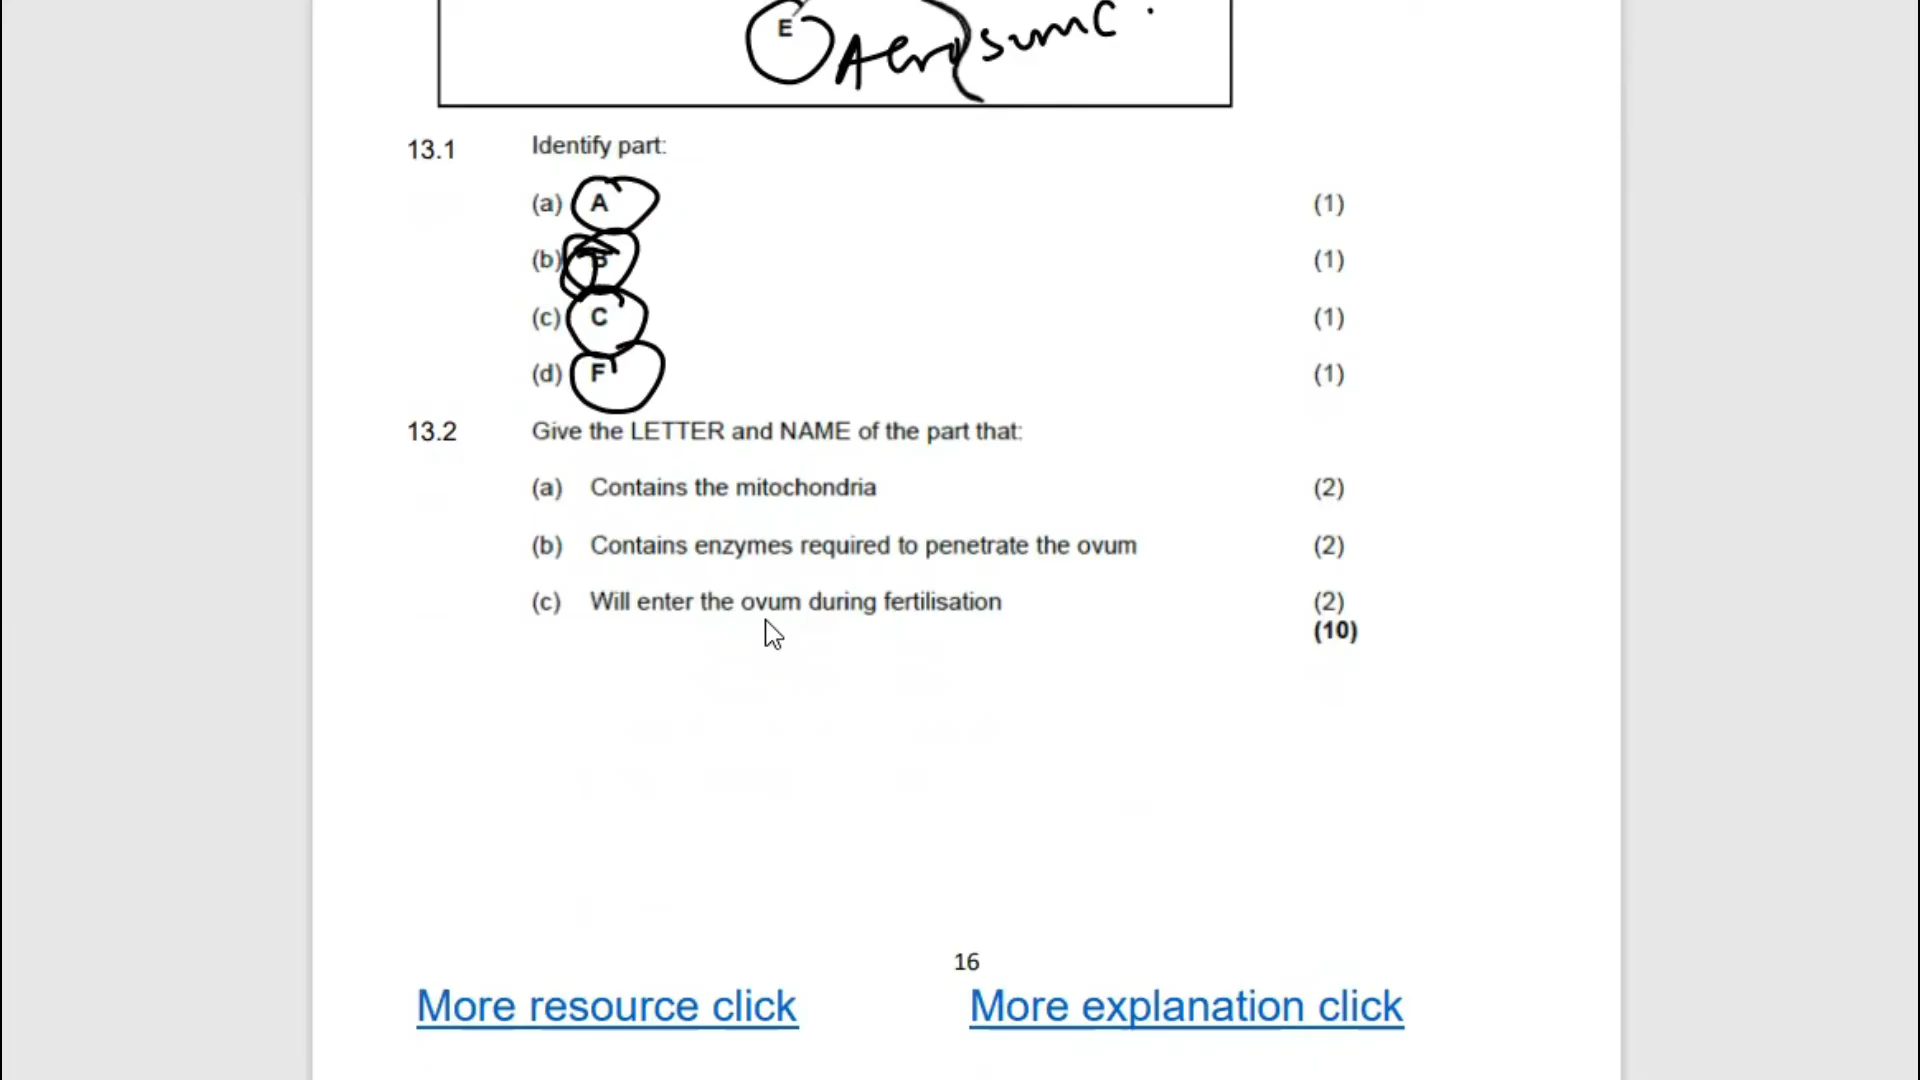 E
13.1 Identify part:
(a) A (1)
(b) B (1)
(c) C (1)
(d) F (1)
13.2 Give the LETTER and NAME of the part that:
(a) Contains the mitochondria (2)
(b) Contains enzymes required to penetrate the ovum (2)
(c) Will enter the ovum during fertilisation (2)
(10)
16
More resource click More explanation click